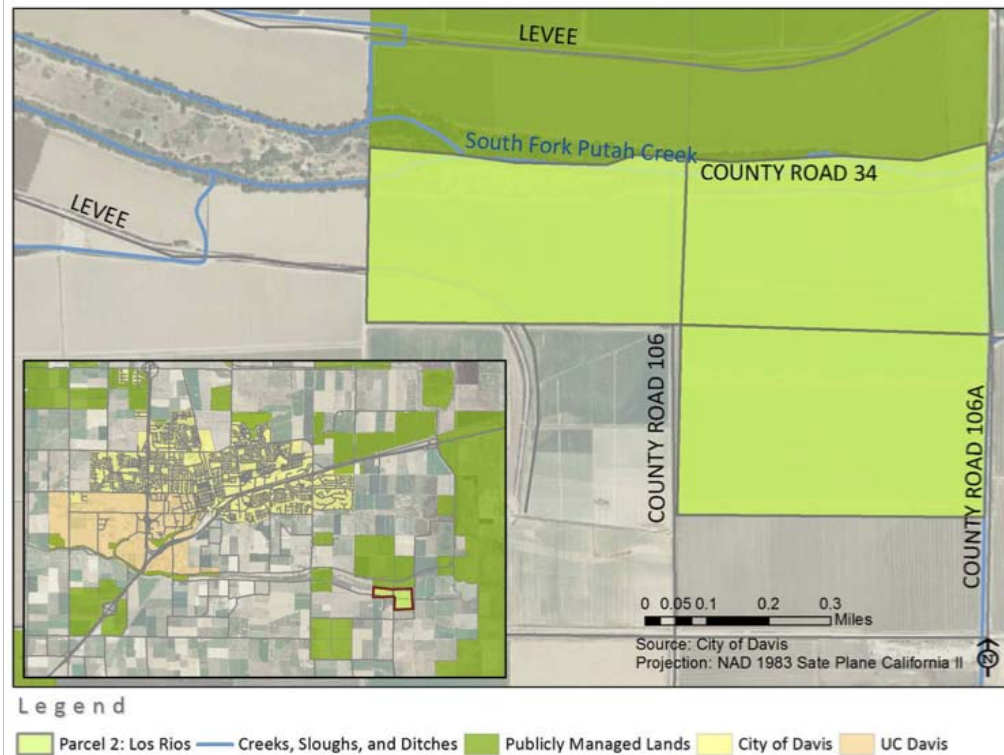 LEVEE
South Fork Putah Creek
COUNTY ROAD 34
LEVEE
COUNTY ROAD 106
COUNTY ROAD 106A
0 0.05 0.1 0.2 0.3
Miles
Source: City of Davis
Projection: NAD 1983 Sate Plane California II
N
Legend
Parcel 2: Los Rios Creeks, Sloughs, and Ditches Publicly Managed Lands City of Davis UC Davis